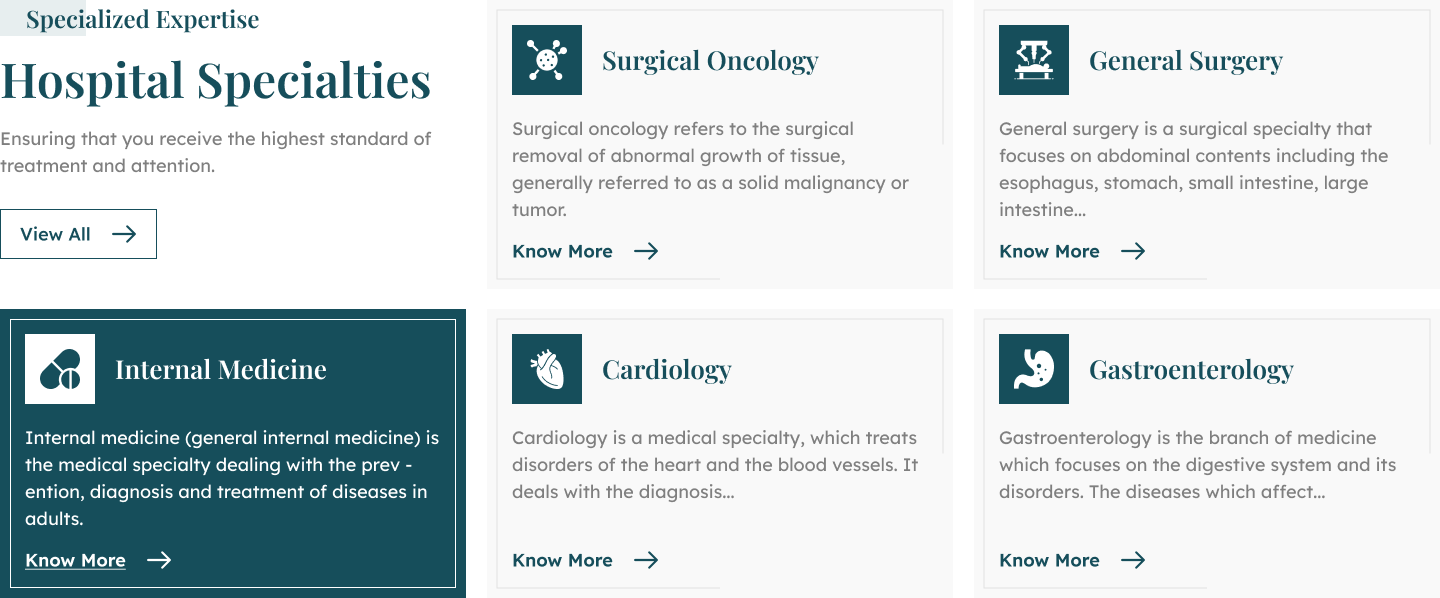 Specialized Expertise
Hospital Specialties
Ensuring that you receive the highest standard of
treatment and attention.
View All
Surgical Oncology
Surgical oncology refers to the surgical
removal of abnormal growth of tissue,
generally referred to as a solid malignancy or
tumor.
Know More
General Surgery
General surgery is a surgical specialty that
focuses on abdominal contents including the
esophagus, stomach, small intestine, large
intestine...
Know More
Internal Medicine
Internal medicine (general internal medicine) is
the medical specialty dealing with the prev -
ention, diagnosis and treatment of diseases in
adults.
Know More
Cardiology
Cardiology is a medical specialty, which treats
disorders of the heart and the blood vessels. It
deals with the diagnosis...
Know More
Gastroenterology
Gastroenterology is the branch of medicine
which focuses on the digestive system and its
disorders. The diseases which affect...
Know More